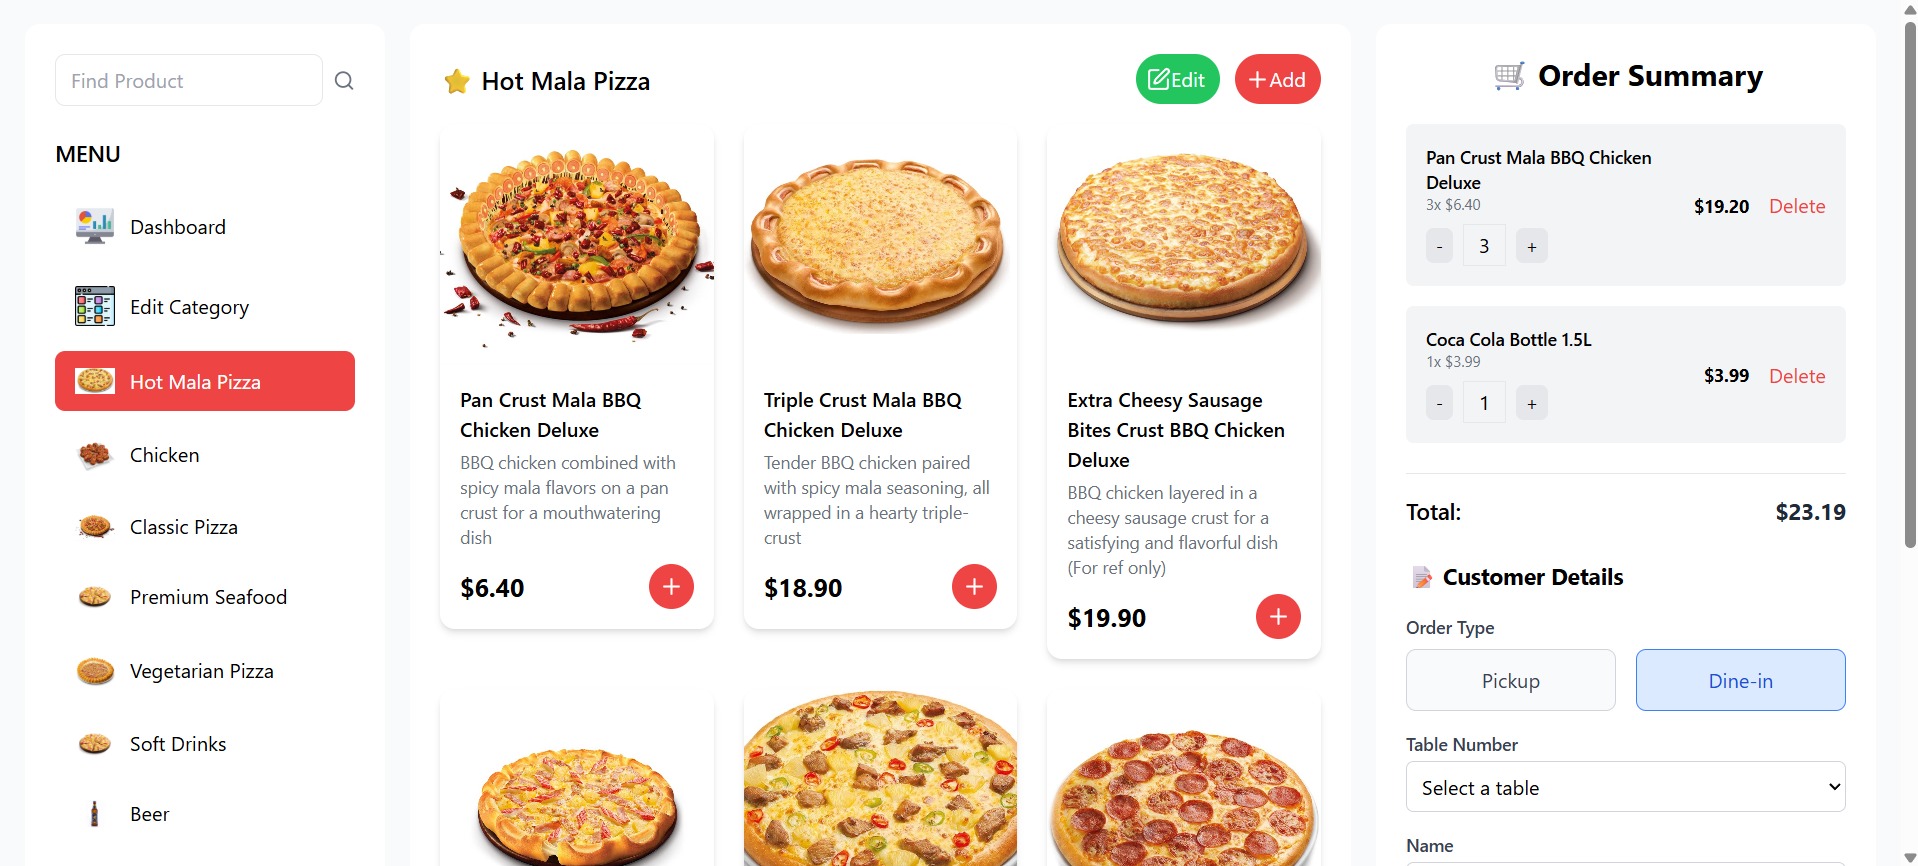 Find Product
MENU
Dashboard
Edit Category
Hot Mala Pizza
Chicken
Classic Pizza
Premium Seafood
Vegetarian Pizza
Soft Drinks
Beer
Hot Mala Pizza
Edit
+ Add
Pan Crust Mala BBQ
Chicken Deluxe
BBQ chicken combined with
spicy mala flavors on a pan
crust for a mouthwatering
dish
$6.40
+
Triple Crust Mala BBQ
Chicken Deluxe
Tender BBQ chicken paired
with spicy mala seasoning, all
wrapped in a hearty triple-
crust
$18.90
+
Extra Cheesy Sausage
Bites Crust BBQ Chicken
Deluxe
BBQ chicken layered in a
cheesy sausage crust for a
satisfying and flavorful dish
(For ref only)
$19.90
+
Order Summary
Pan Crust Mala BBQ Chicken
Deluxe
3x $6.40
- 3 +
$19.20 Delete
Coca Cola Bottle 1.5L
1x $3.99
- 1 +
$3.99 Delete
Total: $23.19
Customer Details
Order Type
Pickup Dine-in
Table Number
Select a table
Name